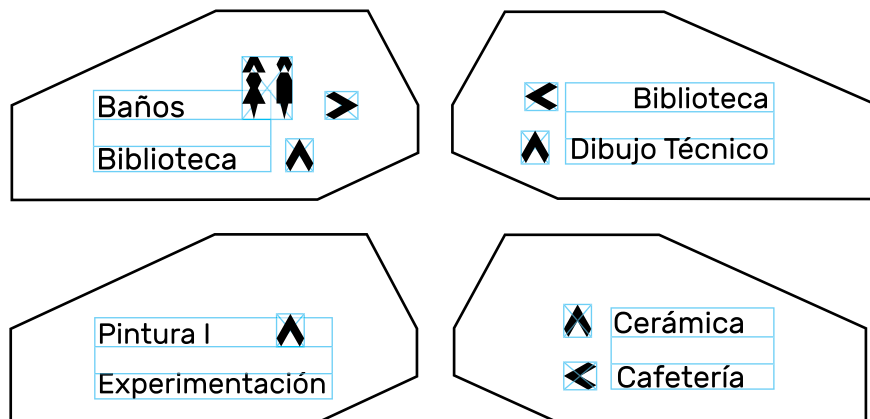 Baños
Biblioteca
Biblioteca
Dibujo Técnico
Pintura I
Experimentación
Cerámica
Cafetería